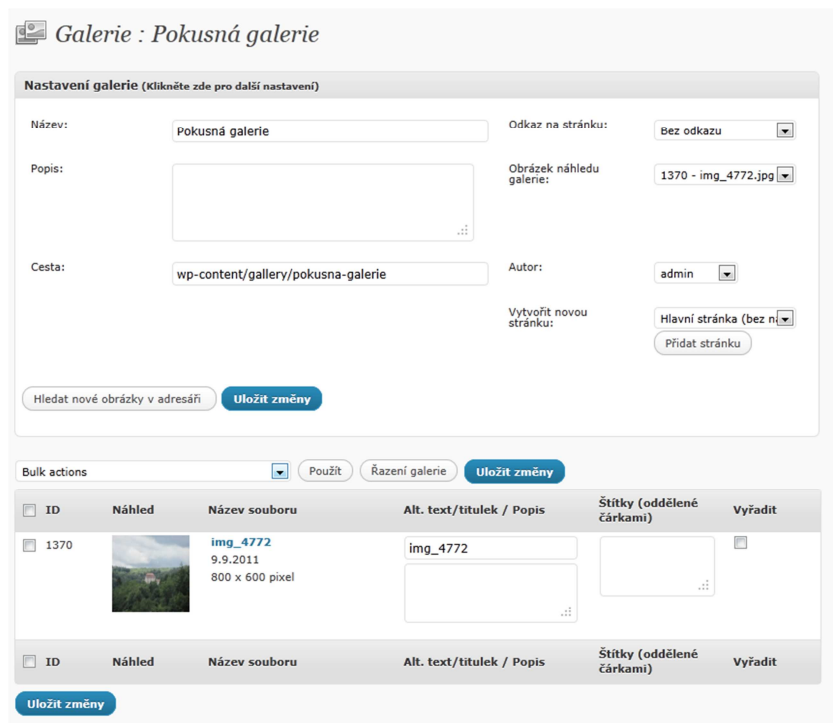 Galerie : Pokusná galerie
Nastavení galerie (Klikněte zde pro další nastavení)
Název:
Pokusná galerie
Odkaz na stránku:
Bez odkazu
Popis:
Obrázek náhledu
galerie:
1370 - img_4772.jpg
Cesta:
wp-content/gallery/pokusna-galerie
Autor:
admin
Vytvořit novou
stránku:
Hlavní stránka (bez
Přidat stránku
Hledat nové obrázky v adresáři
Uložit změny
Bulk actions
Použít
Řazení galerie
Uložit změny
ID Náhled Název souboru Alt. text/titulek / Popis Štítky (oddělené
čárkami) Vyřadit
1370
img_4772
9.9.2011
800 x 600 pixel
img_4772
ID Náhled Název souboru Alt. text/titulek / Popis Štítky (oddělené
čárkami) Vyřadit
Uložit změny